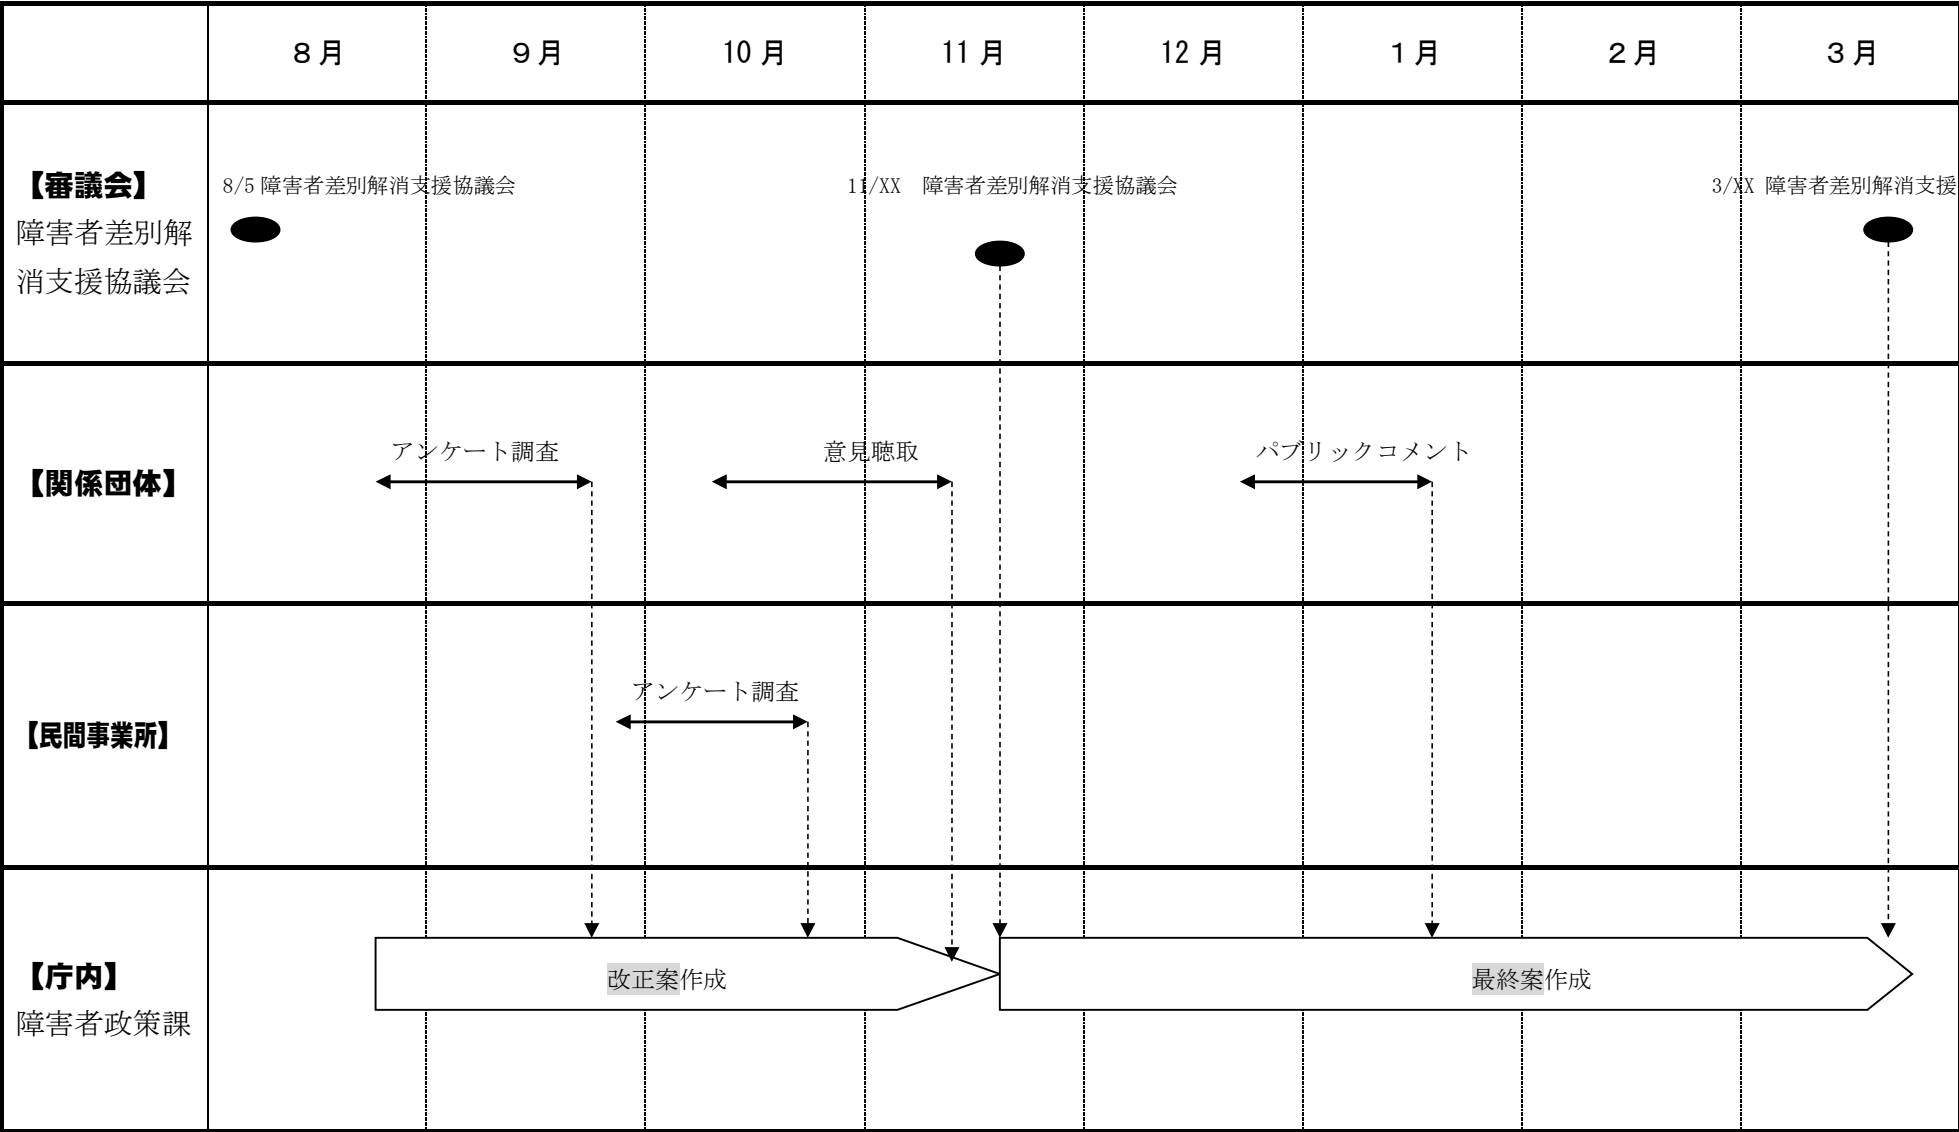 ８月 ９月 10 月 11 月 12 月 １月 ２月 ３月
【審議会】
障害者差別解
消支援協議会
8/5 障害者差別解消支援協議会
11/XX　障害者差別解消支援協議会
3/XX 障害者差別解消支援
【関係団体】
アンケート調査
意見聴取
パブリックコメント
【民間事業所】
アンケート調査
【庁内】
障害者政策課
改正案作成
最終案作成